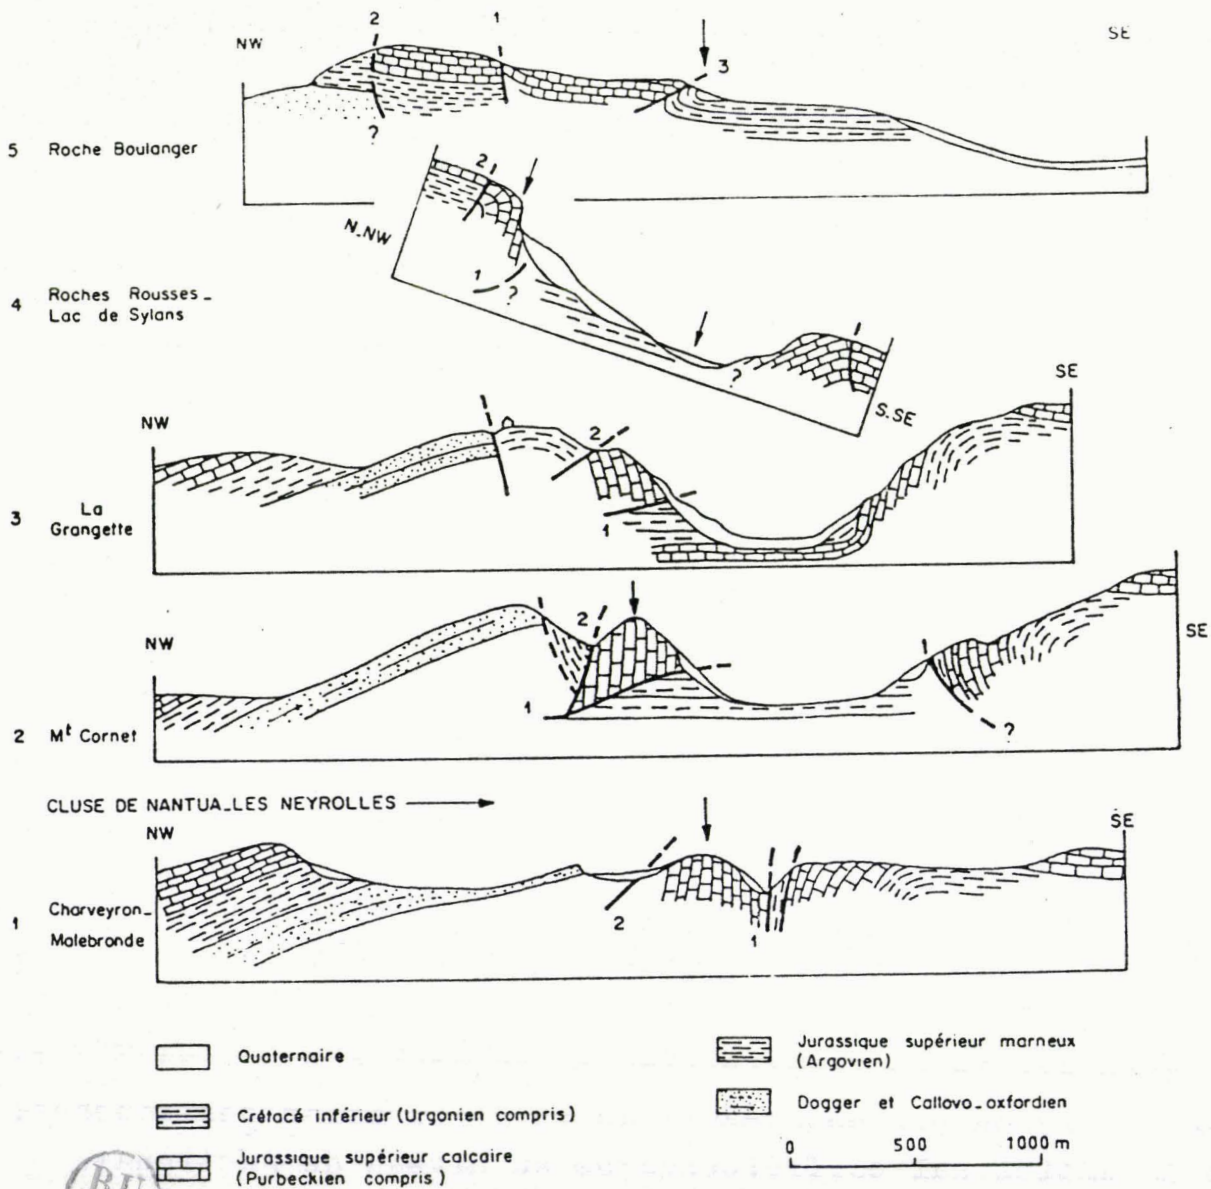 2 1
NW SE
3
5 Roche Boulanger
?
2
N_NW
1
?
4 Roches Rousses_
Lac de Sylans
?
S.SE
SE
NW
2
3 La
Grangette
1
NW
2
SE
1
2 Mt Cornet
?
CLUSE DE NANTUA_LES NEYROLLES
NW SE
1 Charveyron_
Malebronde
2 1
Quaternaire
Crétacé inférieur (Urgonien compris)
Jurassique supérieur calcaire
(Purbeckien compris)
Jurassique supérieur marneux
(Argovien)
Dogger et Callovo_oxfordien
0 500 1000 m
BU